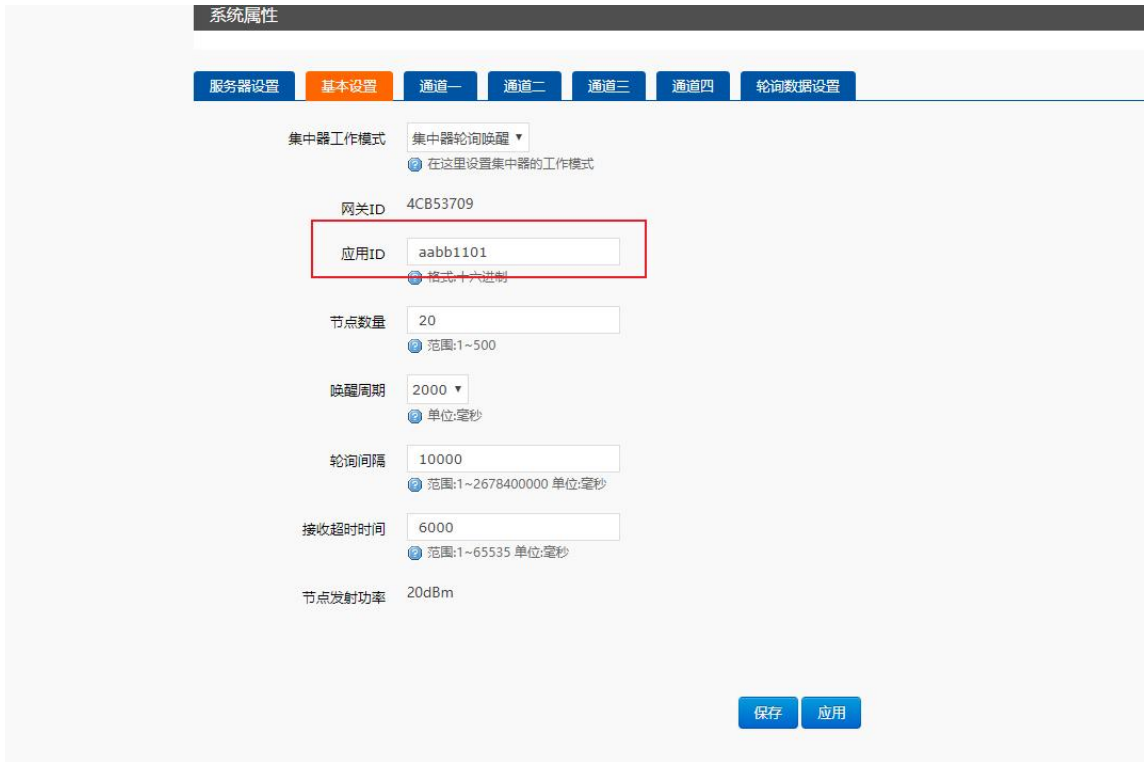 系统属性
服务器设置 基本设置 通道一 通道二 通道三 通道四 轮询数据设置
集中器工作模式 集中器轮询唤醒
在这里设置集中器的工作模式
网关ID 4CB53709
应用ID aabb1101
格式:十六进制
节点数量 20
范围:1~500
唤醒周期 2000
单位:毫秒
轮询间隔 10000
范围:1~2678400000 单位:毫秒
接收超时时间 6000
范围:1~65535 单位:毫秒
节点发射功率 20dBm
保存 应用